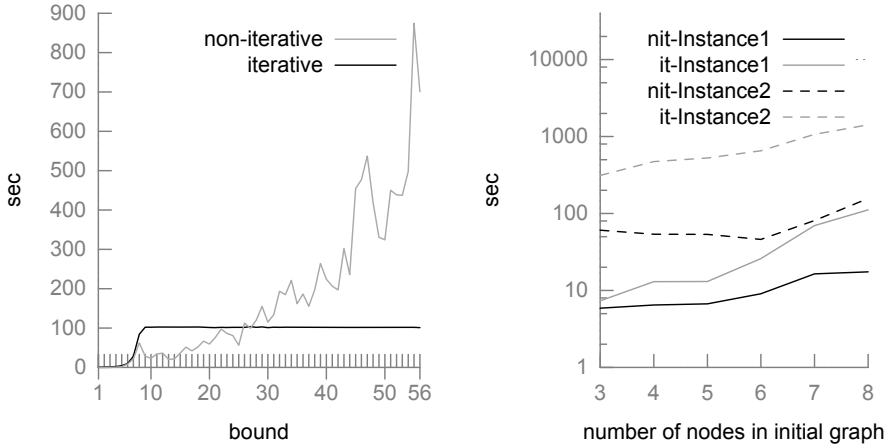 900
800
700
600
500
400
300
200
100
0
sec
non-iterative
iterative
1 10 20 30 40 50 56
bound
10000
1000
100
10
1
sec
nit-Instance1
it-Instance1
nit-Instance2
it-Instance2
3 4 5 6 7 8
number of nodes in initial graph